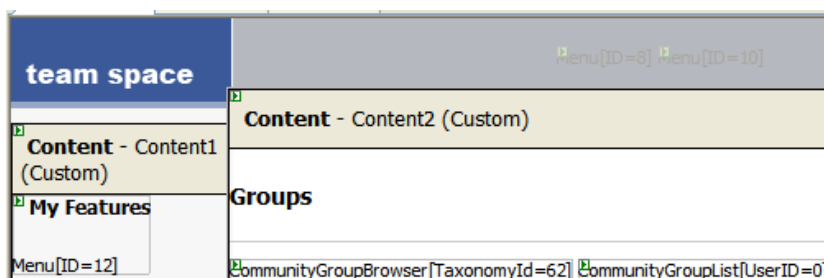 Menu[ID=8] Menu[ID=10]
team space
Content - Content2 (Custom)
Content - Content1
(Custom)
My Features
Groups
Menu[ID=12]
CommunityGroupBrowser[TaxonomyId=62] CommunityGroupList[UserID=0